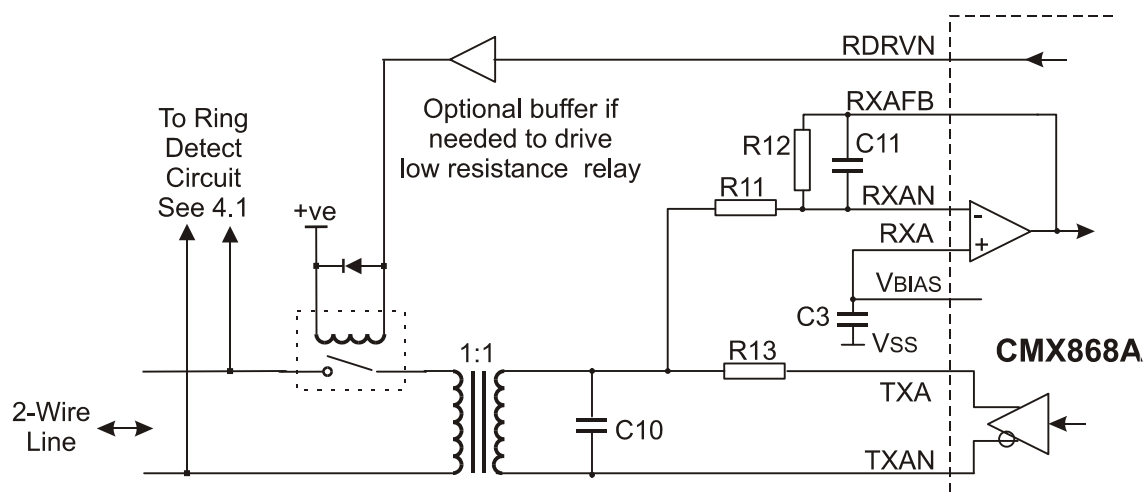 RDRVN
Optional buffer if
needed to drive
low resistance relay
To Ring
Detect
Circuit
See 4.1
+ve
RXAFB
R12
C11
R11
RXAN
-
RXA
+
VBIAS
C3
VSS
CMX868A
1:1
R13
TXA
2-Wire
Line
C10
TXAN